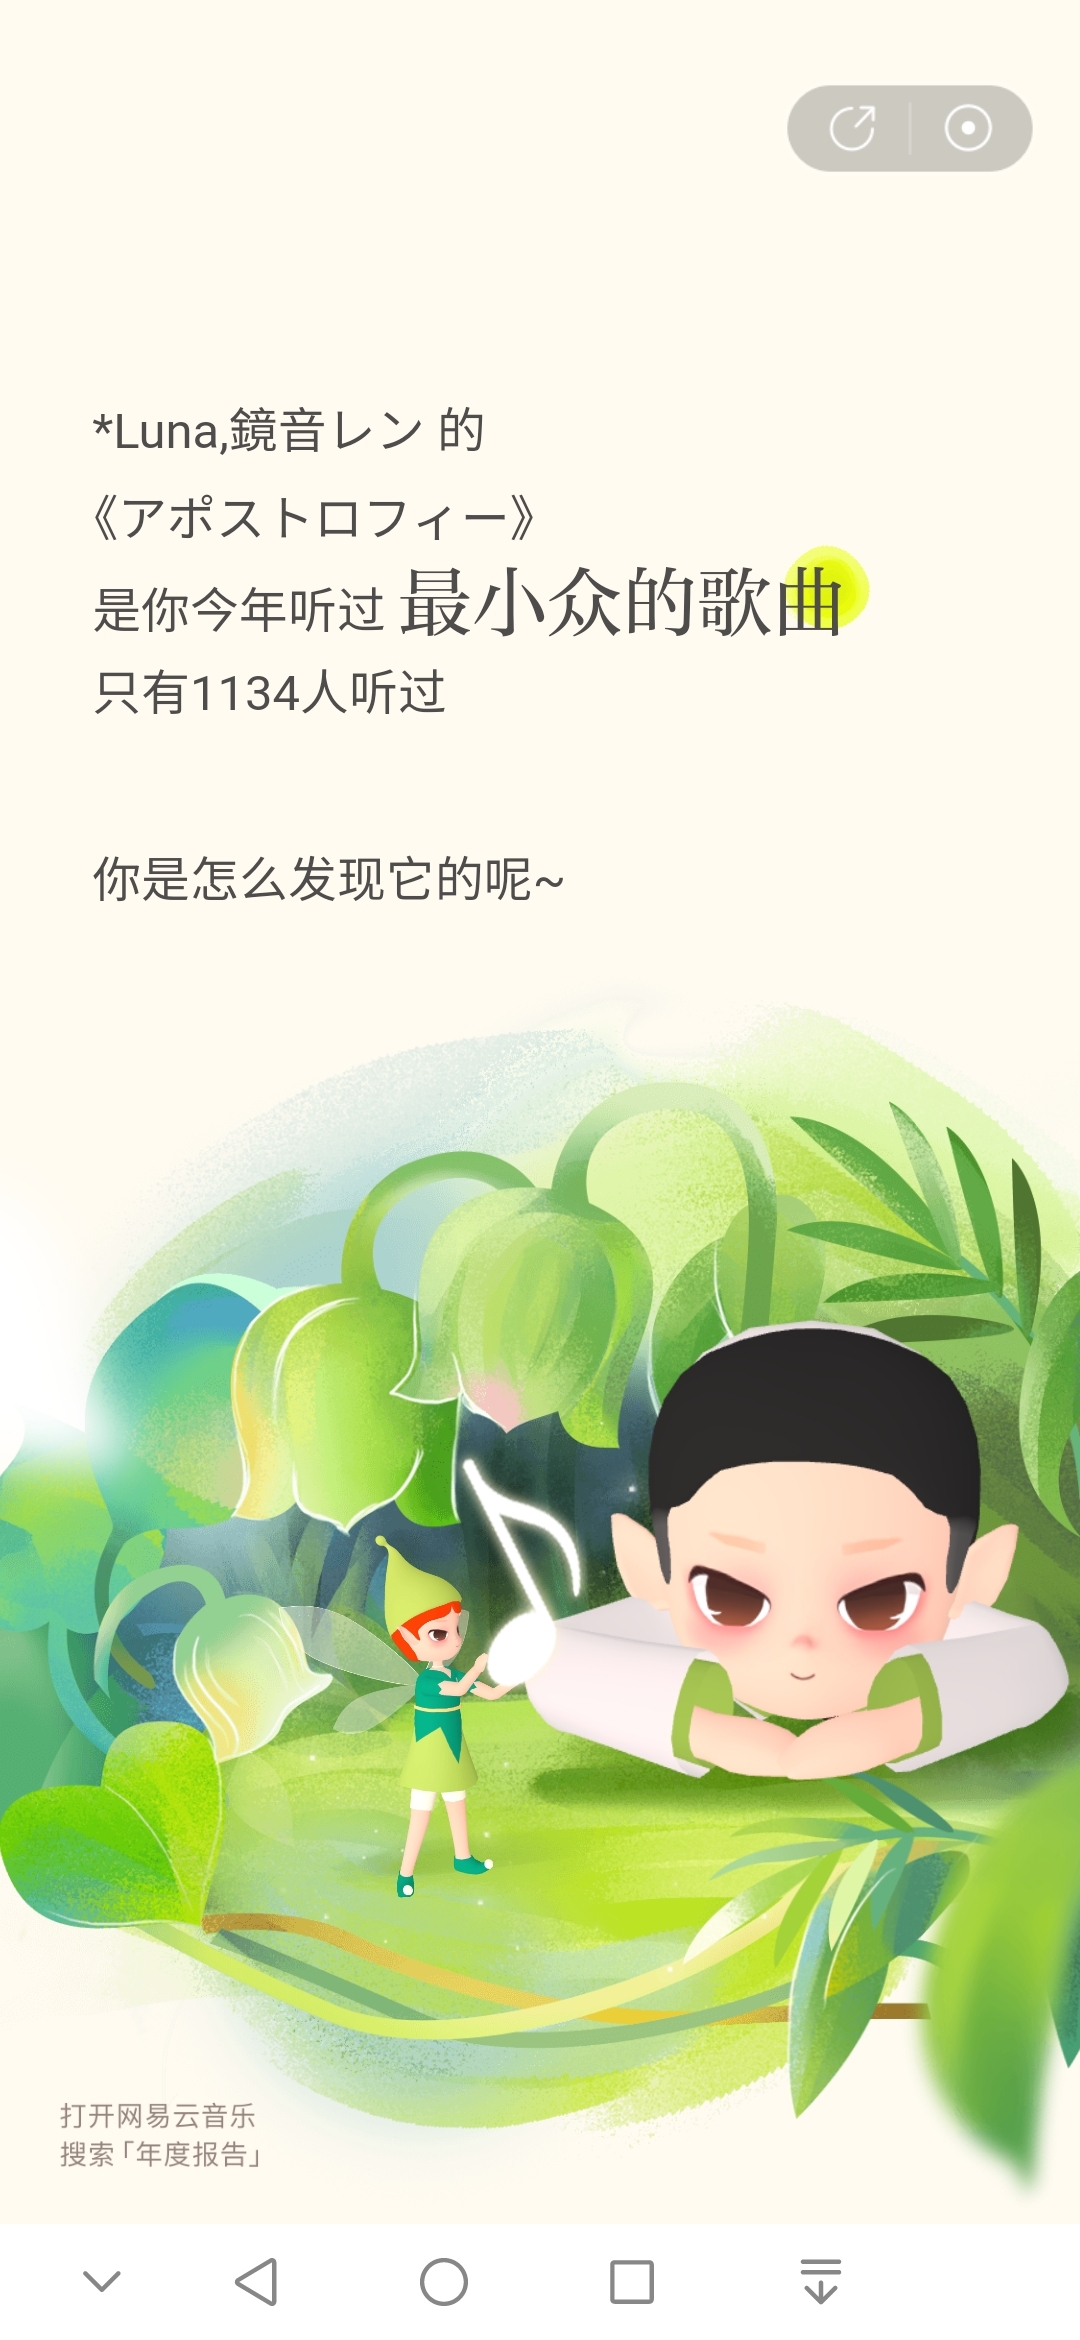 *Luna,鏡音レン 的
《アポストロフィー》
是你今年听过 最小众的歌曲
只有1134人听过
你是怎么发现它的呢~
打开网易云音乐
搜索「年度报告」